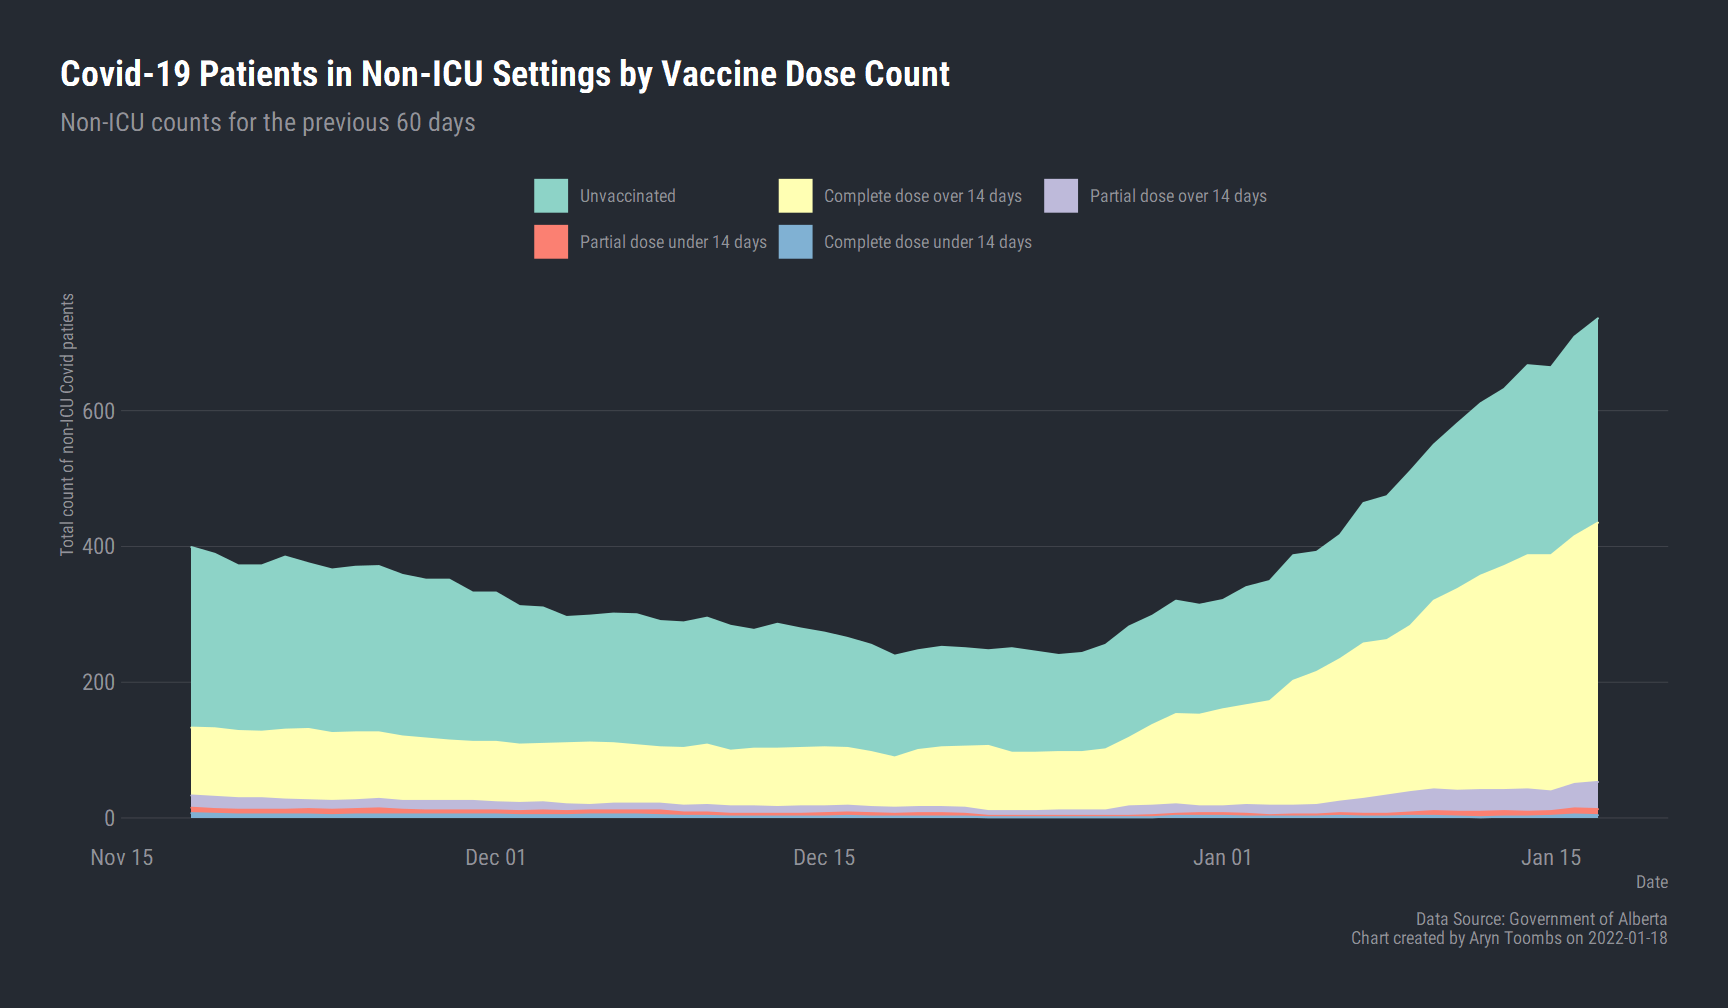 Covid-19 Patients in Non-ICU Settings by Vaccine Dose Count
Non-ICU counts for the previous 60 days
Unvaccinated
Complete dose over 14 days
Partial dose over 14 days
Partial dose under 14 days
Complete dose under 14 days
Total count of non-ICU Covid patients
600
400
200
0
Nov 15
Dec 01
Dec 15
Jan 01
Jan 15
Date
Data Source: Government of Alberta
Chart created by Aryn Toombs on 2022-01-18